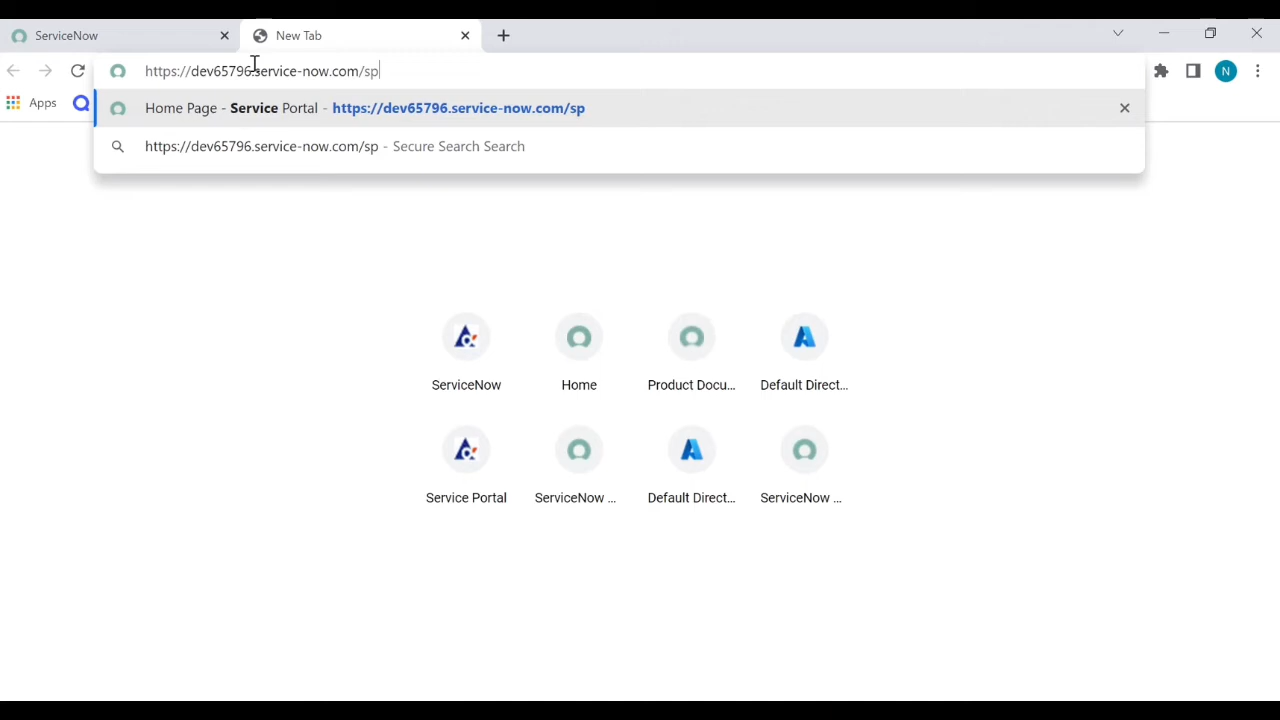 ServiceNow
New Tab
https://dev65796.service-now.com/sp
N
Apps
Home Page - Service Portal - https://dev65796.service-now.com/sp
https://dev65796.service-now.com/sp - Secure Search Search
ServiceNow
Home
Product Docu...
Default Direct...
Service Portal
ServiceNow ...
Default Direct...
ServiceNow ...